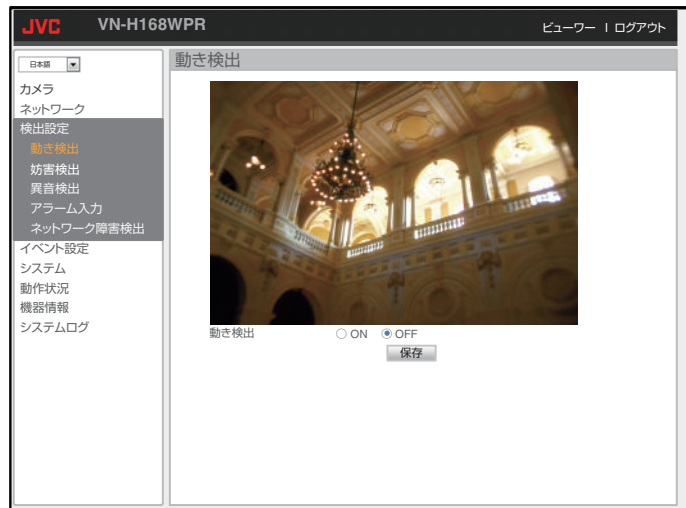 JVC VN-H168WPR ビューワー | ログアウト
日本語
動き検出
カメラ
ネットワーク
検出設定
動き検出
妨害検出
異音検出
アラーム入力
ネットワーク障害検出
イベント設定
システム
動作状況
機器情報
システムログ
動き検出 ON OFF
保存